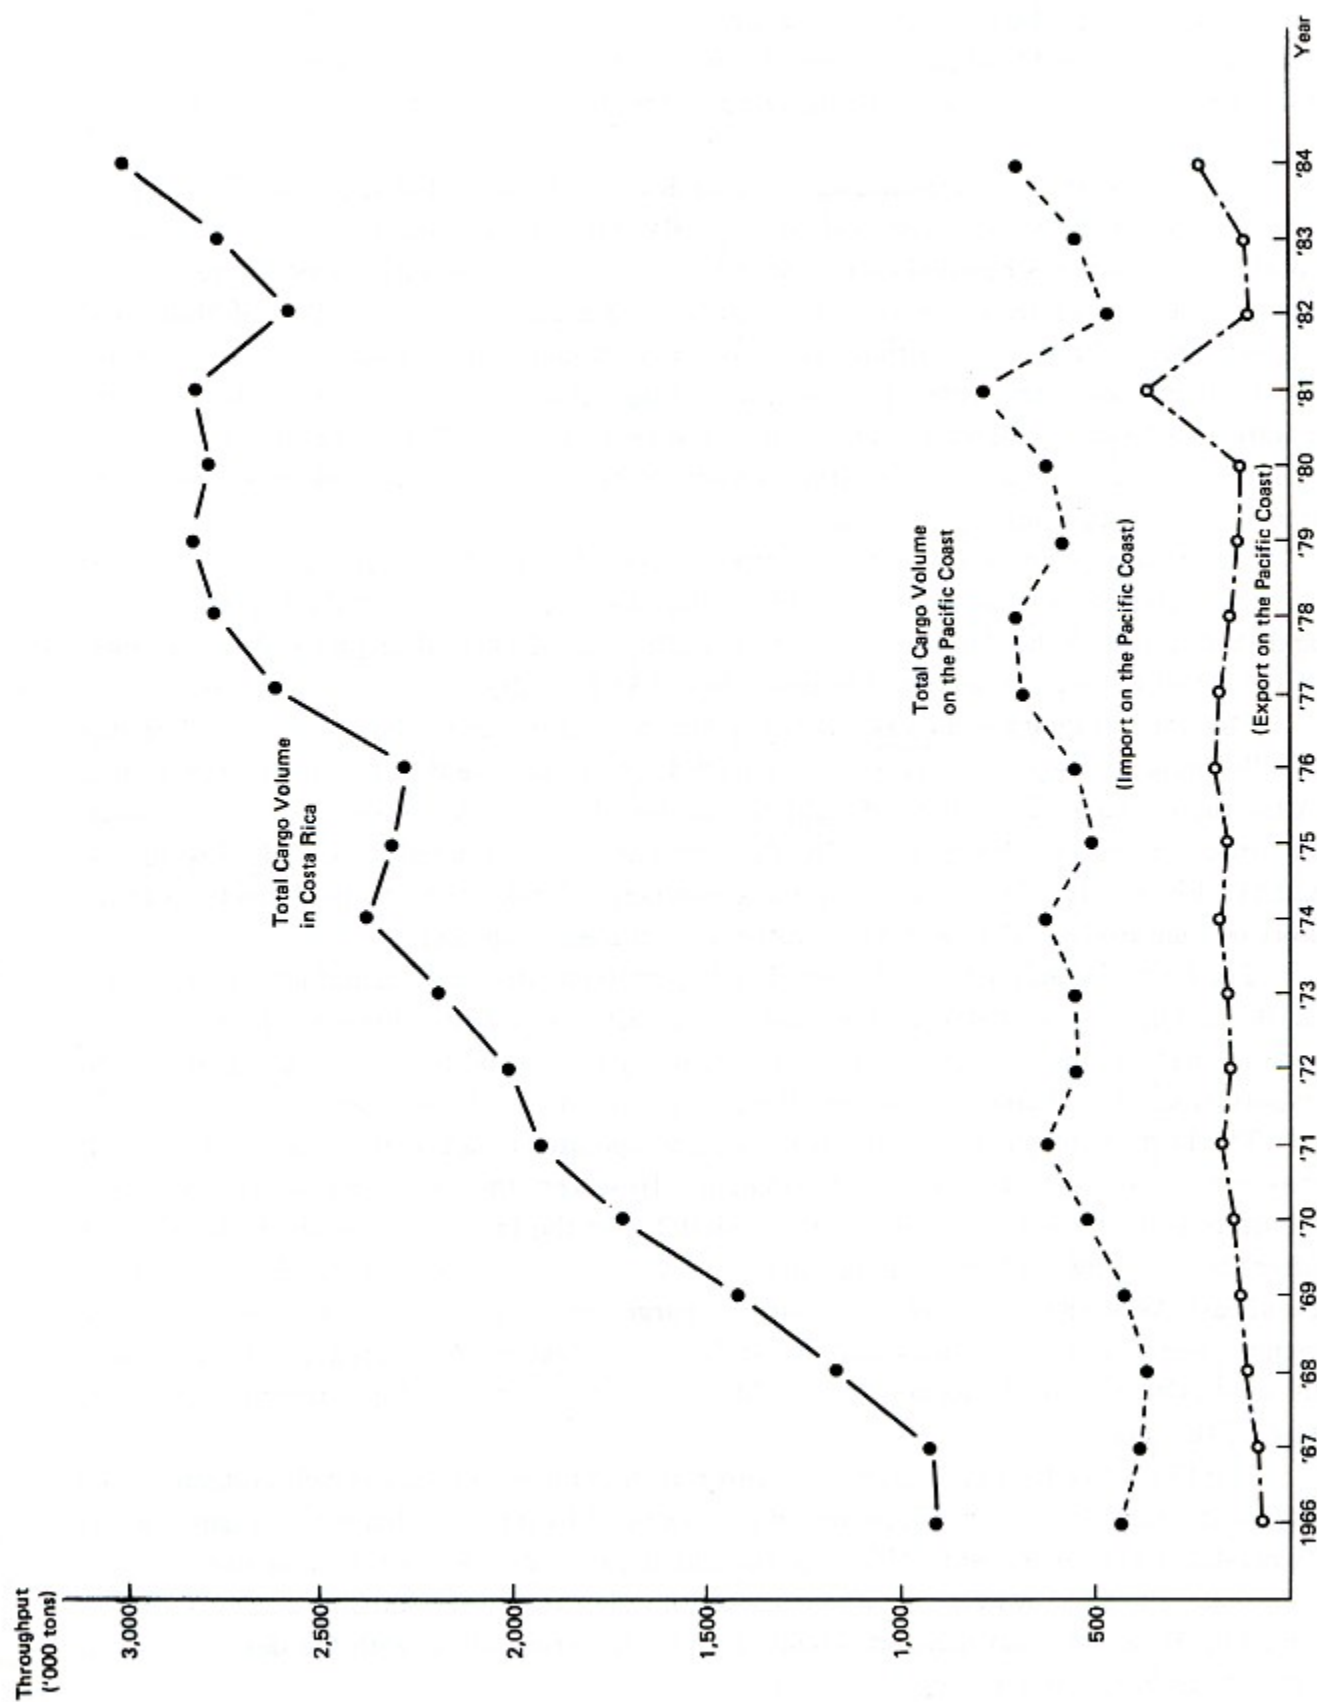 Throughput
('000 tons)
3,000
2,500
2,000
1,500
1,000
500
Total Cargo Volume
in Costa Rica
Total Cargo Volume
on the Pacific Coast
(Import on the Pacific Coast)
(Export on the Pacific Coast)
1966 '67 '68 '69 '70 '71 '72 '73 '74 '75 '76 '77 '78 '79 '80 '81 '82 '83 '84 Year